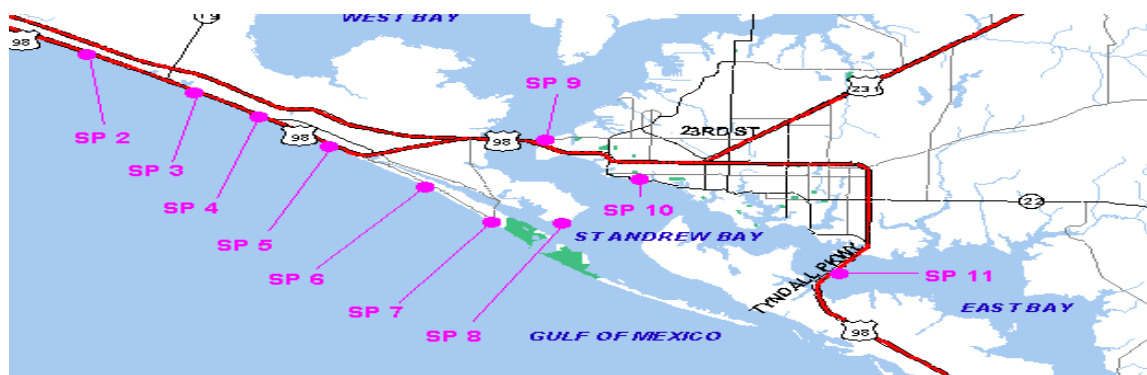 WEST BAY
19
98
SP 2
SP 9
23
23RD ST
SP 3
98
98
SP 4
SP 10
22
SP 5
ST ANDREW BAY
SP 6
TYNDALL PKWY
SP 11
SP 7
EAST BAY
SP 8
GULF OF MEXICO
98